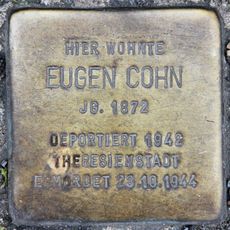 HIER WOHNTE
EUGEN COHN
JG. 1872
DEPORTIERT 1942
THERESIENSTADT
ERMORDET 23.10.1944